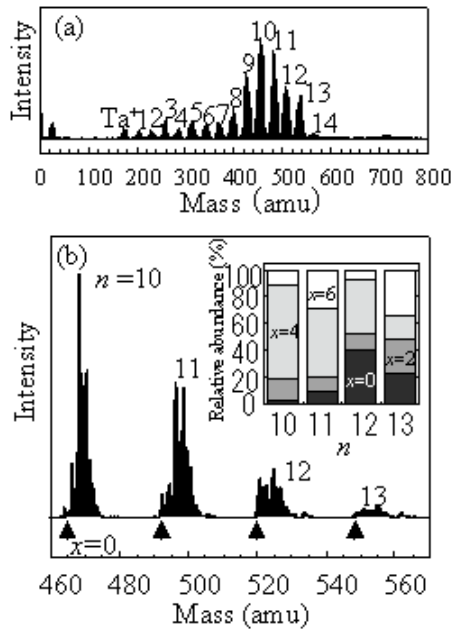 (a)
Intensity
Ta⁺ 1 2 3 4 5 6 7 8 9 10 11 12 13 14
0 100 200 300 400 500 600 700 800
Mass (amu)
(b)
Intensity
n=10
11
12
13
x=0
Relative abundance (%)
100
80
60
40
20
0
x=6
x=4
x=2
x=0
10 11 12 13
n
460 480 500 520 540
Mass (amu)